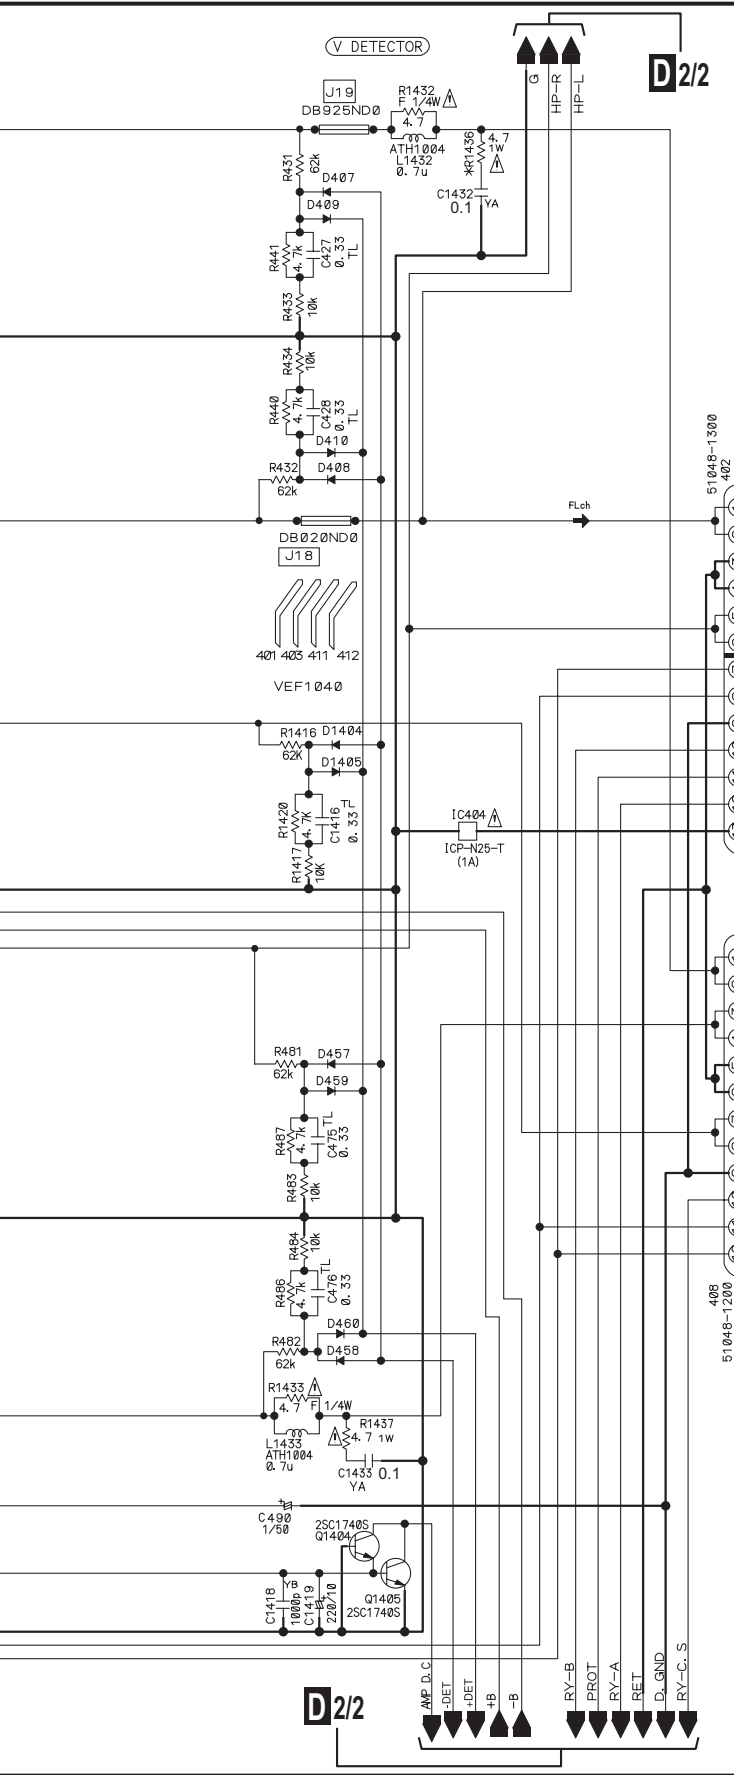 V DETECTOR
D 2/2
G
HP-R
HP-L
J19
DB925ND0
R1432
F 1/4W
4.7
ATH1004
L1432
0.7u
*R1436
4.7
1W
C1432
0.1
YA
R431
62k
D407
D409
R441
4.7k
C427
0.33
TL
R433
10k
R434
10k
R440
4.7k
C428
0.33
TL
D410
R432
D408
62k
51048-1300
402
FLch
DB020ND0
J18
401 403 411 412
VEF1040
R1416
D1404
62K
D1405
R1420
4.7K
C1416
0.33
TL
R1417
10K
IC404
ICP-N25-T
(1A)
R481
D457
62k
D459
R487
4.7k
C475
0.33
TL
R483
10k
R484
10k
R486
4.7k
C476
0.33
TL
D460
R482
D458
62k
408
51048-1200
R1433
4.7
F 1/4W
R1437
4.7 1W
L1433
ATH1004
0.7u
C1433 0.1
YA
C490
1/50
2SC1740S
Q1404
YB
C1418
1000p
C1419
220/10
Q1405
2SC1740S
D 2/2
AMP D.C
-DET
+DET
+B
-B
RY-B
PROT
RY-A
RET
D.GND
RY-C.S